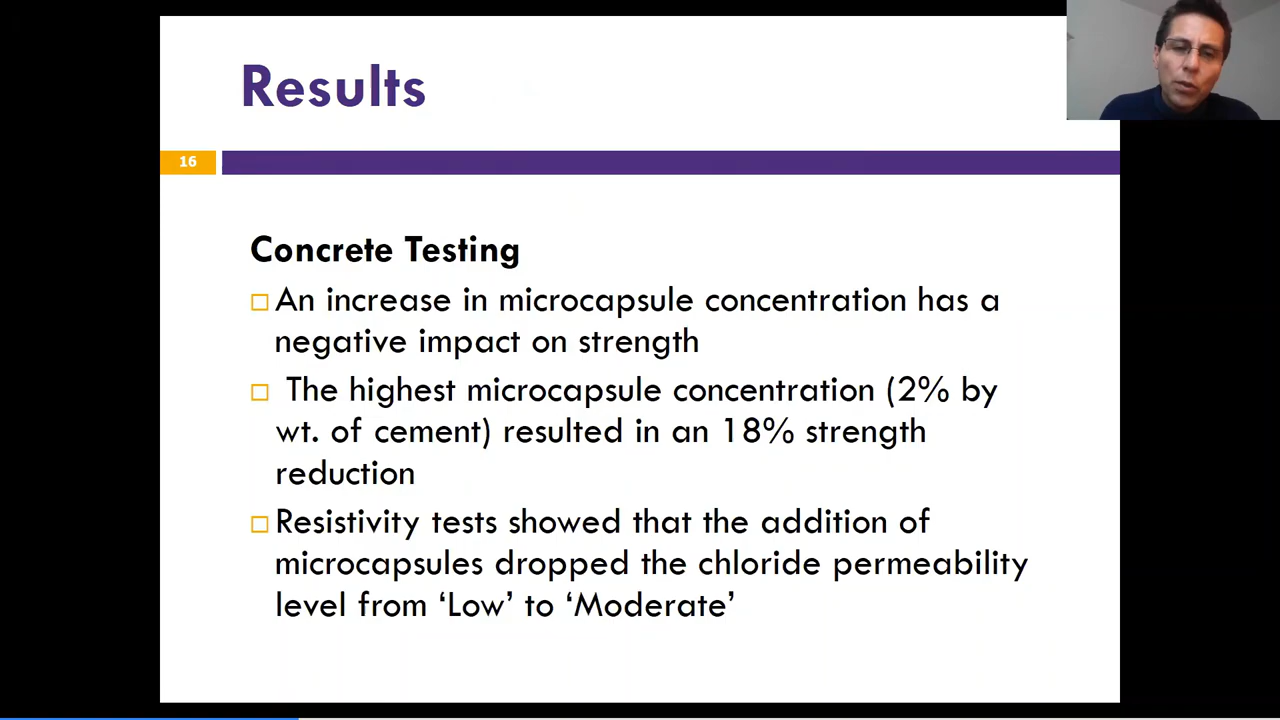 Results
16
Concrete Testing
An increase in microcapsule concentration has a
negative impact on strength
The highest microcapsule concentration (2% by
wt. of cement) resulted in an 18% strength
reduction
Resistivity tests showed that the addition of
microcapsules dropped the chloride permeability
level from ‘Low’ to ‘Moderate’